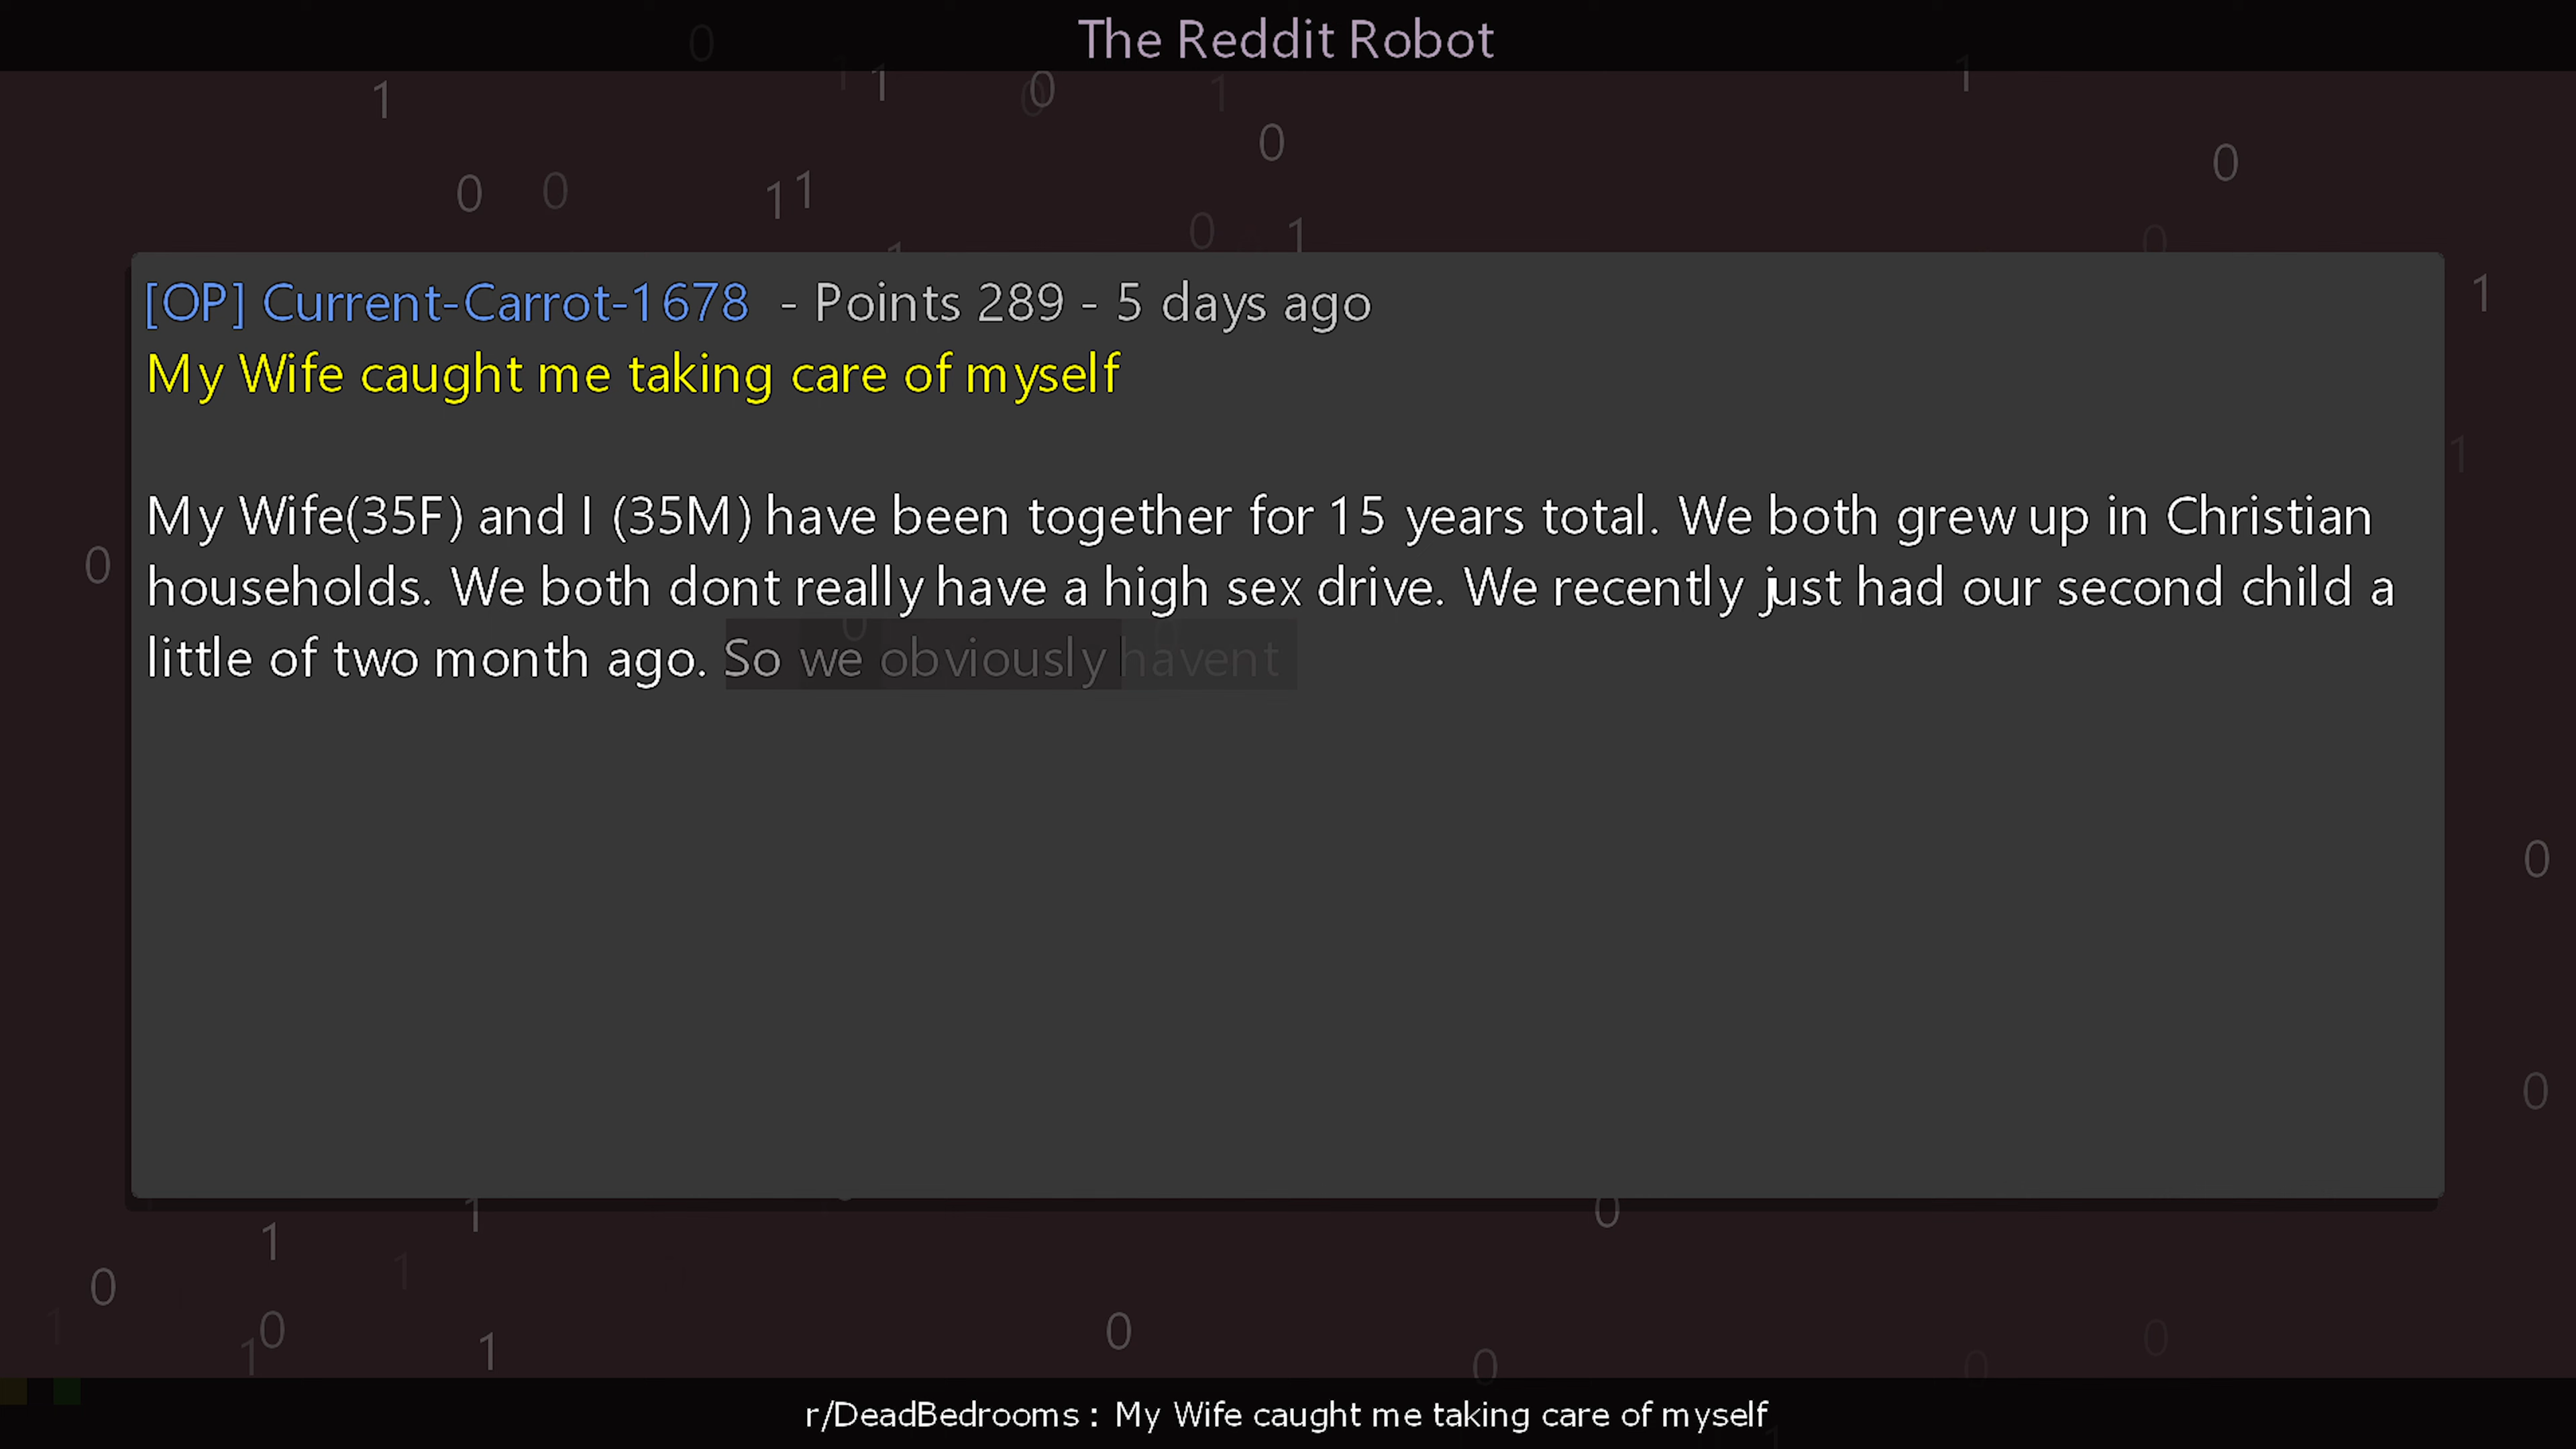 The Reddit Robot
[OP] Current-Carrot-1678 - Points 289 - 5 days ago
My Wife caught me taking care of myself
My Wife(35F) and I (35M) have been together for 15 years total. We both grew up in Christian
households. We both dont really have a high sex drive. We recently just had our second child a
little of two month ago. So we obviously havent
r/DeadBedrooms : My Wife caught me taking care of myself